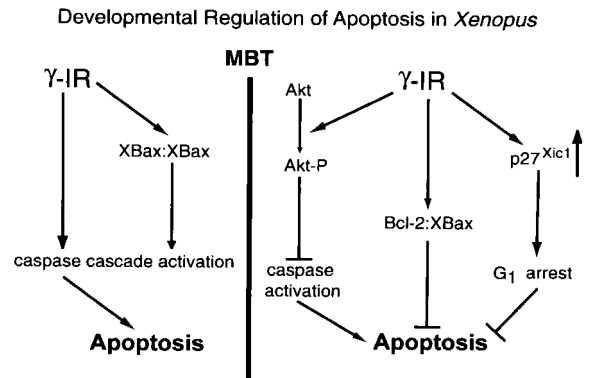 Developmental Regulation of Apoptosis in Xenopus
MBT
γ-IR
XBax:XBax
caspase cascade activation
Apoptosis
Akt
γ-IR
Akt-P
p27Xic1
Bcl-2:XBax
caspase
activation
G1 arrest
Apoptosis